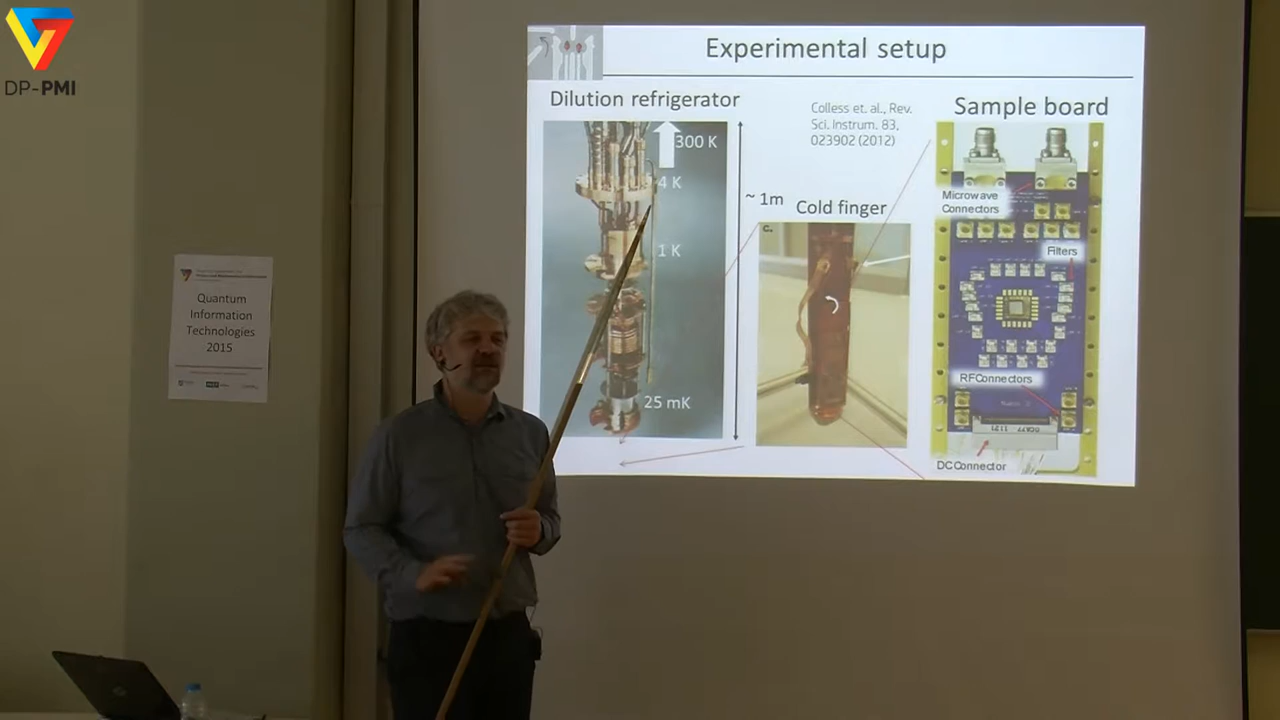 DP-PMI
Quantum
Information
Technologies
2015
Experimental setup
Dilution refrigerator
300 K
4 K
1 K
25 mK
~ 1m
Colless et. al., Rev.
Sci. Instrum. 83,
023902 (2012)
Cold finger
c.
Sample board
Microwave
Connectors
Filters
RFConnectors
DCConnector